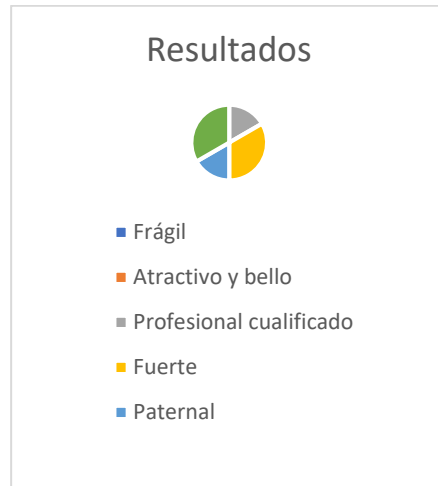 Resultados
Frágil
Atractivo y bello
Profesional cualificado
Fuerte
Paternal